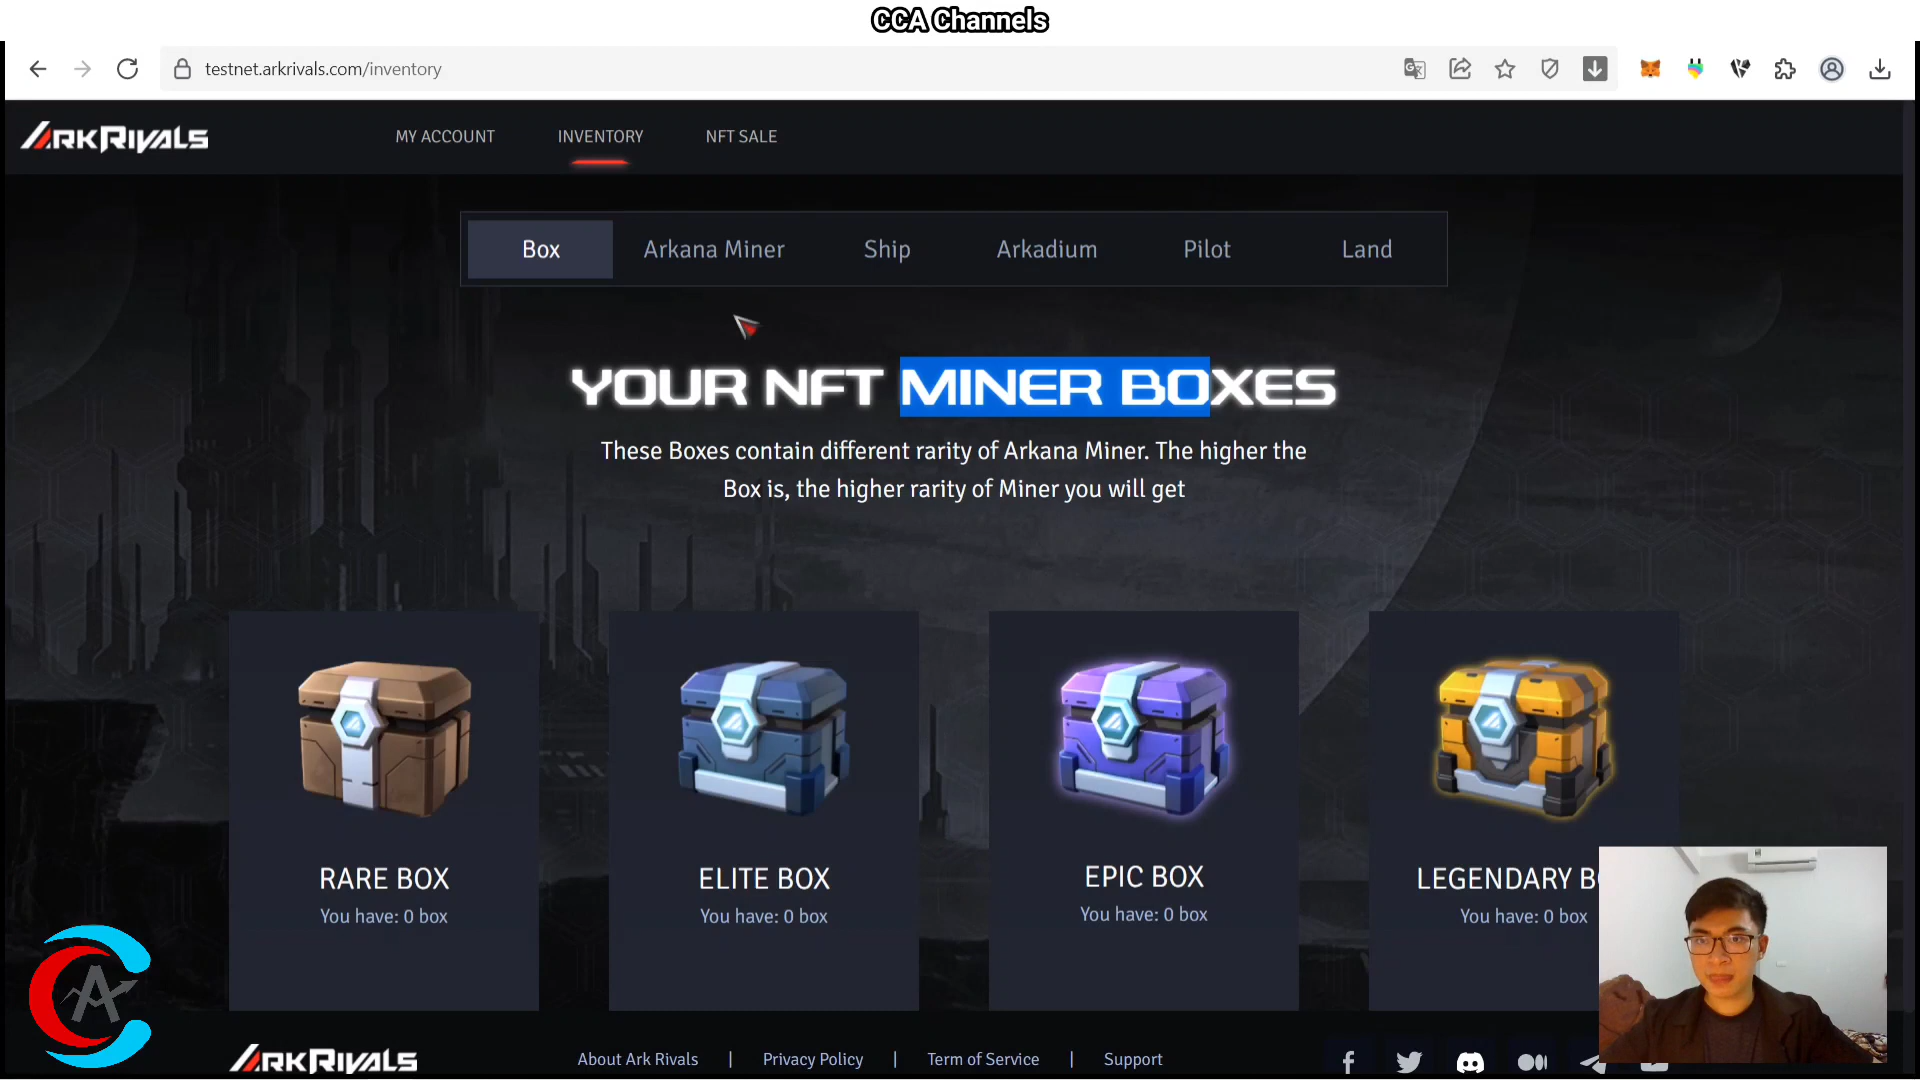 CCA Channels
testnet.arkrivals.com/inventory
ARKRIVALS
MY ACCOUNT
INVENTORY
NFT SALE
Box
Arkana Miner
Ship
Arkadium
Pilot
Land
YOUR NFT MINER BOXES
These Boxes contain different rarity of Arkana Miner. The higher the
Box is, the higher rarity of Miner you will get
RARE BOX
You have: 0 box
ELITE BOX
You have: 0 box
EPIC BOX
You have: 0 box
LEGENDARY
You have: 0 box
CA
ARKRIVALS
About Ark Rivals | Privacy Policy | Term of Service | Support